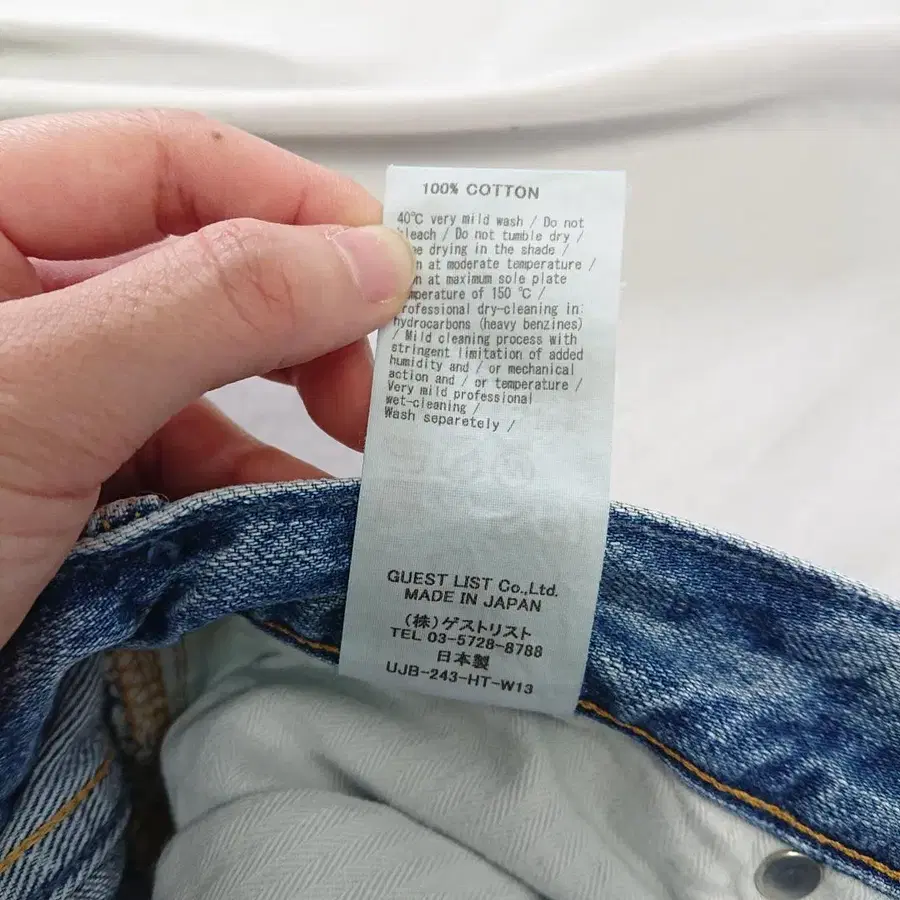 100% COTTON
40℃ very mild wash / Do not
leach / Do not tumble dry /
drying in the shade /
at moderate temperature /
at maximum sole plate
mperature of 150 ℃ /
rofessional dry-cleaning in:
hydrocarbons (heavy benzines)
/ Mild cleaning process with
stringent limitation of added
humidity and / or mechanical
action and / or temperature /
Very mild professional
wet-cleaning /
Wash separately /
GUEST LIST Co.,Ltd.
MADE IN JAPAN
(株)ゲストリスト
TEL 03-5728-8788
日本製
UJB-243-HT-W13